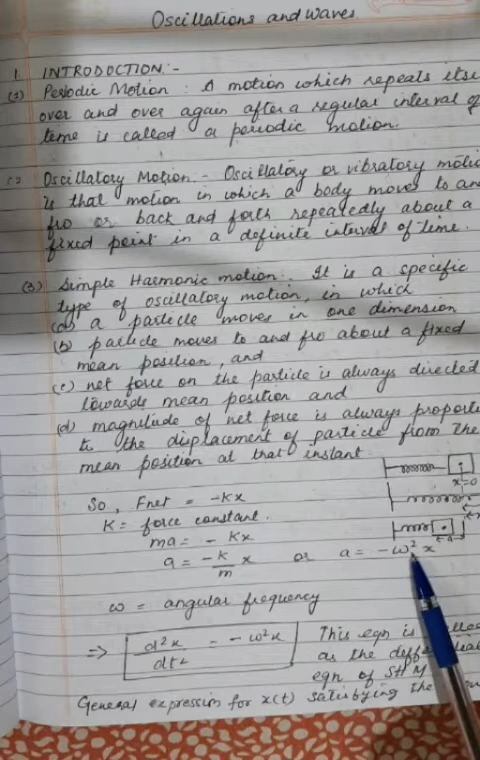 Oscillations and Waves
1. INTRODUCTION:-
(1) Periodic Motion : A motion which repeats itse
over and over again after a regular interval of
time is called a periodic motion.
(2 Oscillatory Motion - Oscillatory or vibratory motio
is that motion in which a body moves to an
fro or back and forth repeatedly about a
fixed point in a definite interval of time.
(3) Simple Harmonic motion. It is a specific
type of oscillatory motion, in which
(a) a particle moves in one dimension
(b) particle moves to and fro about a fixed
mean position, and
(c) net force on the particle is always directed
towards mean position and
(d) magnitude of net force is always proporti
to the displacement of particle from the
mean position at that instant
x=0
So, Fnet = -Kx
K = force constant.
ma = - Kx
a = -k/m x or a = -ω²x
ω = angular frequency
⇒ d²x/dt² = -ω²x This eqn is
as the differential
eqn of SHM
General expression for x(t) satisfying the